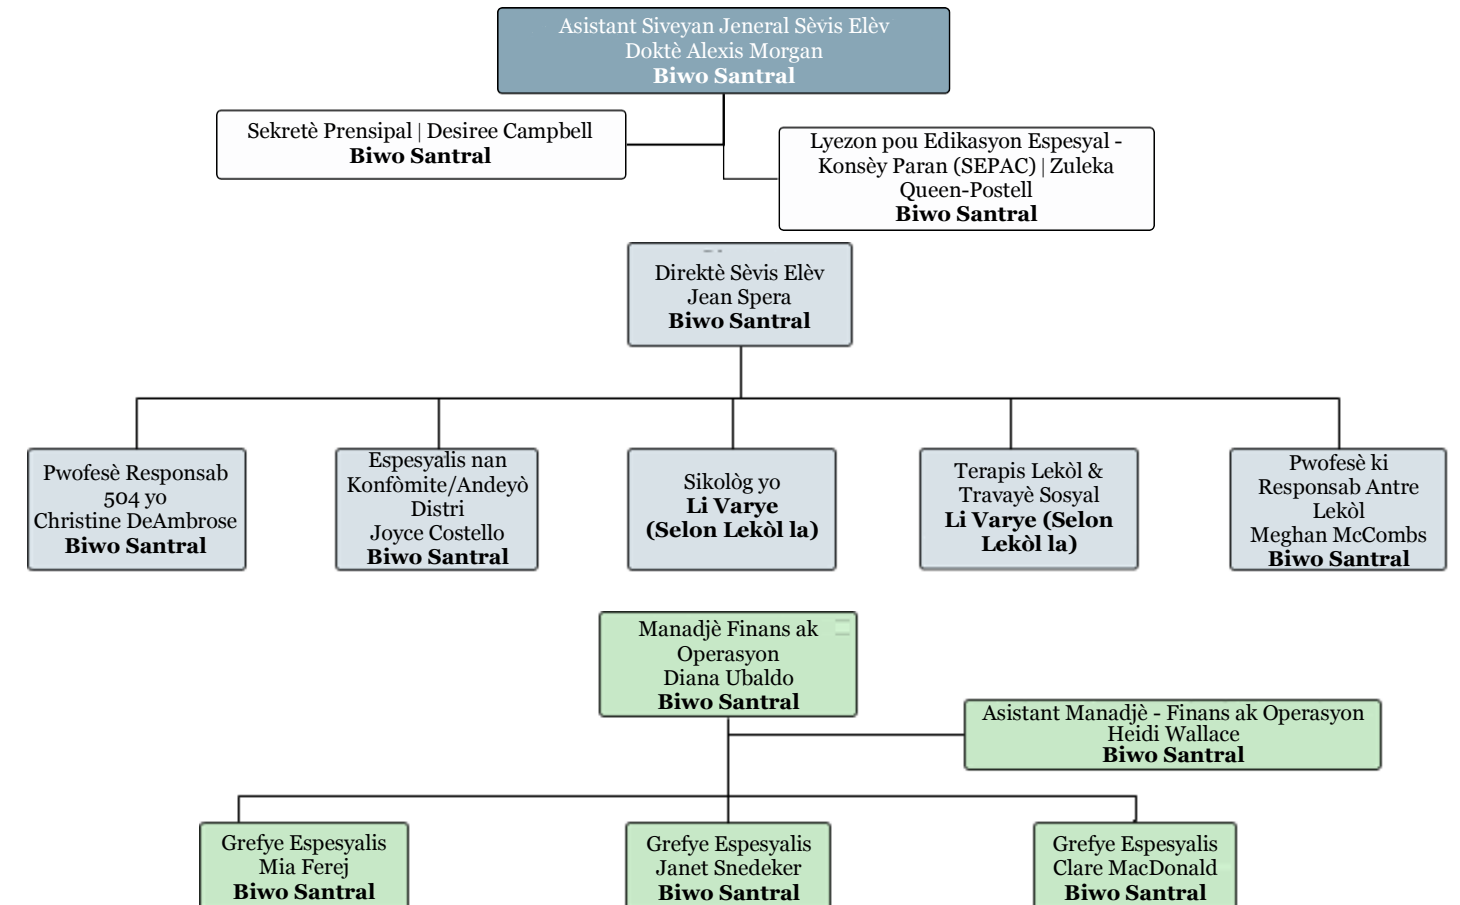 Asistant Siveyan Jeneral Sèvis Elèv
Doktè Alexis Morgan
Biwo Santral
Sekretè Prensipal | Desiree Campbell
Biwo Santral
Lyezon pou Edikasyon Espesyal -
Konsèy Paran (SEPAC) | Zuleka
Queen-Postell
Biwo Santral
Direktè Sèvis Elèv
Jean Spera
Biwo Santral
Pwofesè Responsab
504 yo
Christine DeAmbrose
Biwo Santral
Espesyalis nan
Konfòmite/Andeyò
Distri
Joyce Costello
Biwo Santral
Sikològ yo
Li Varye
(Selon Lekòl la)
Terapis Lekòl &
Travayè Sosyal
Li Varye (Selon
Lekòl la)
Pwofesè ki
Responsab Antre
Lekòl
Meghan McCombs
Biwo Santral
Manadjè Finans ak
Operasyon
Diana Ubaldo
Biwo Santral
Asistant Manadjè - Finans ak Operasyon
Heidi Wallace
Biwo Santral
Grefye Espesyalis
Mia Ferej
Biwo Santral
Grefye Espesyalis
Janet Snedeker
Biwo Santral
Grefye Espesyalis
Clare MacDonald
Biwo Santral